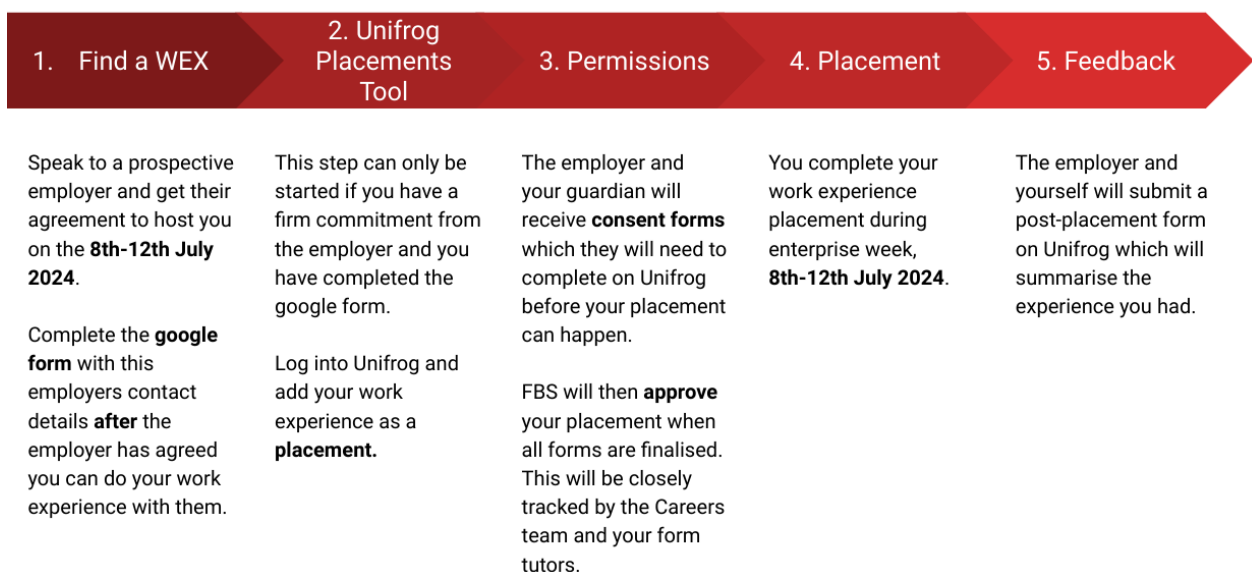 1. Find a WEX
2. Unifrog
Placements
Tool
3. Permissions
4. Placement
5. Feedback
Speak to a prospective
employer and get their
agreement to host you
on the 8th-12th July
2024.
Complete the google
form with this
employers contact
details after the
employer has agreed
you can do your work
experience with them.
This step can only be
started if you have a
firm commitment from
the employer and you
have completed the
google form.
Log into Unifrog and
add your work
experience as a
placement.
The employer and
your guardian will
receive consent forms
which they will need to
complete on Unifrog
before your placement
can happen.
FBS will then approve
your placement when
all forms are finalised.
This will be closely
tracked by the Careers
team and your form
tutors.
You complete your
work experience
placement during
enterprise week,
8th-12th July 2024.
The employer and
yourself will submit a
post-placement form
on Unifrog which will
summarise the
experience you had.